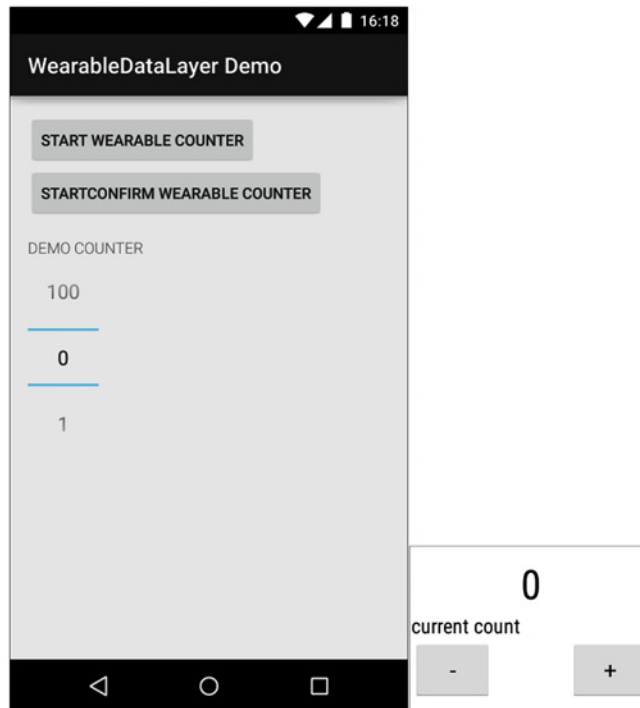 16:18
WearableDataLayer Demo
START WEARABLE COUNTER
STARTCONFIRM WEARABLE COUNTER
DEMO COUNTER
100
0
1
0
current count
- +